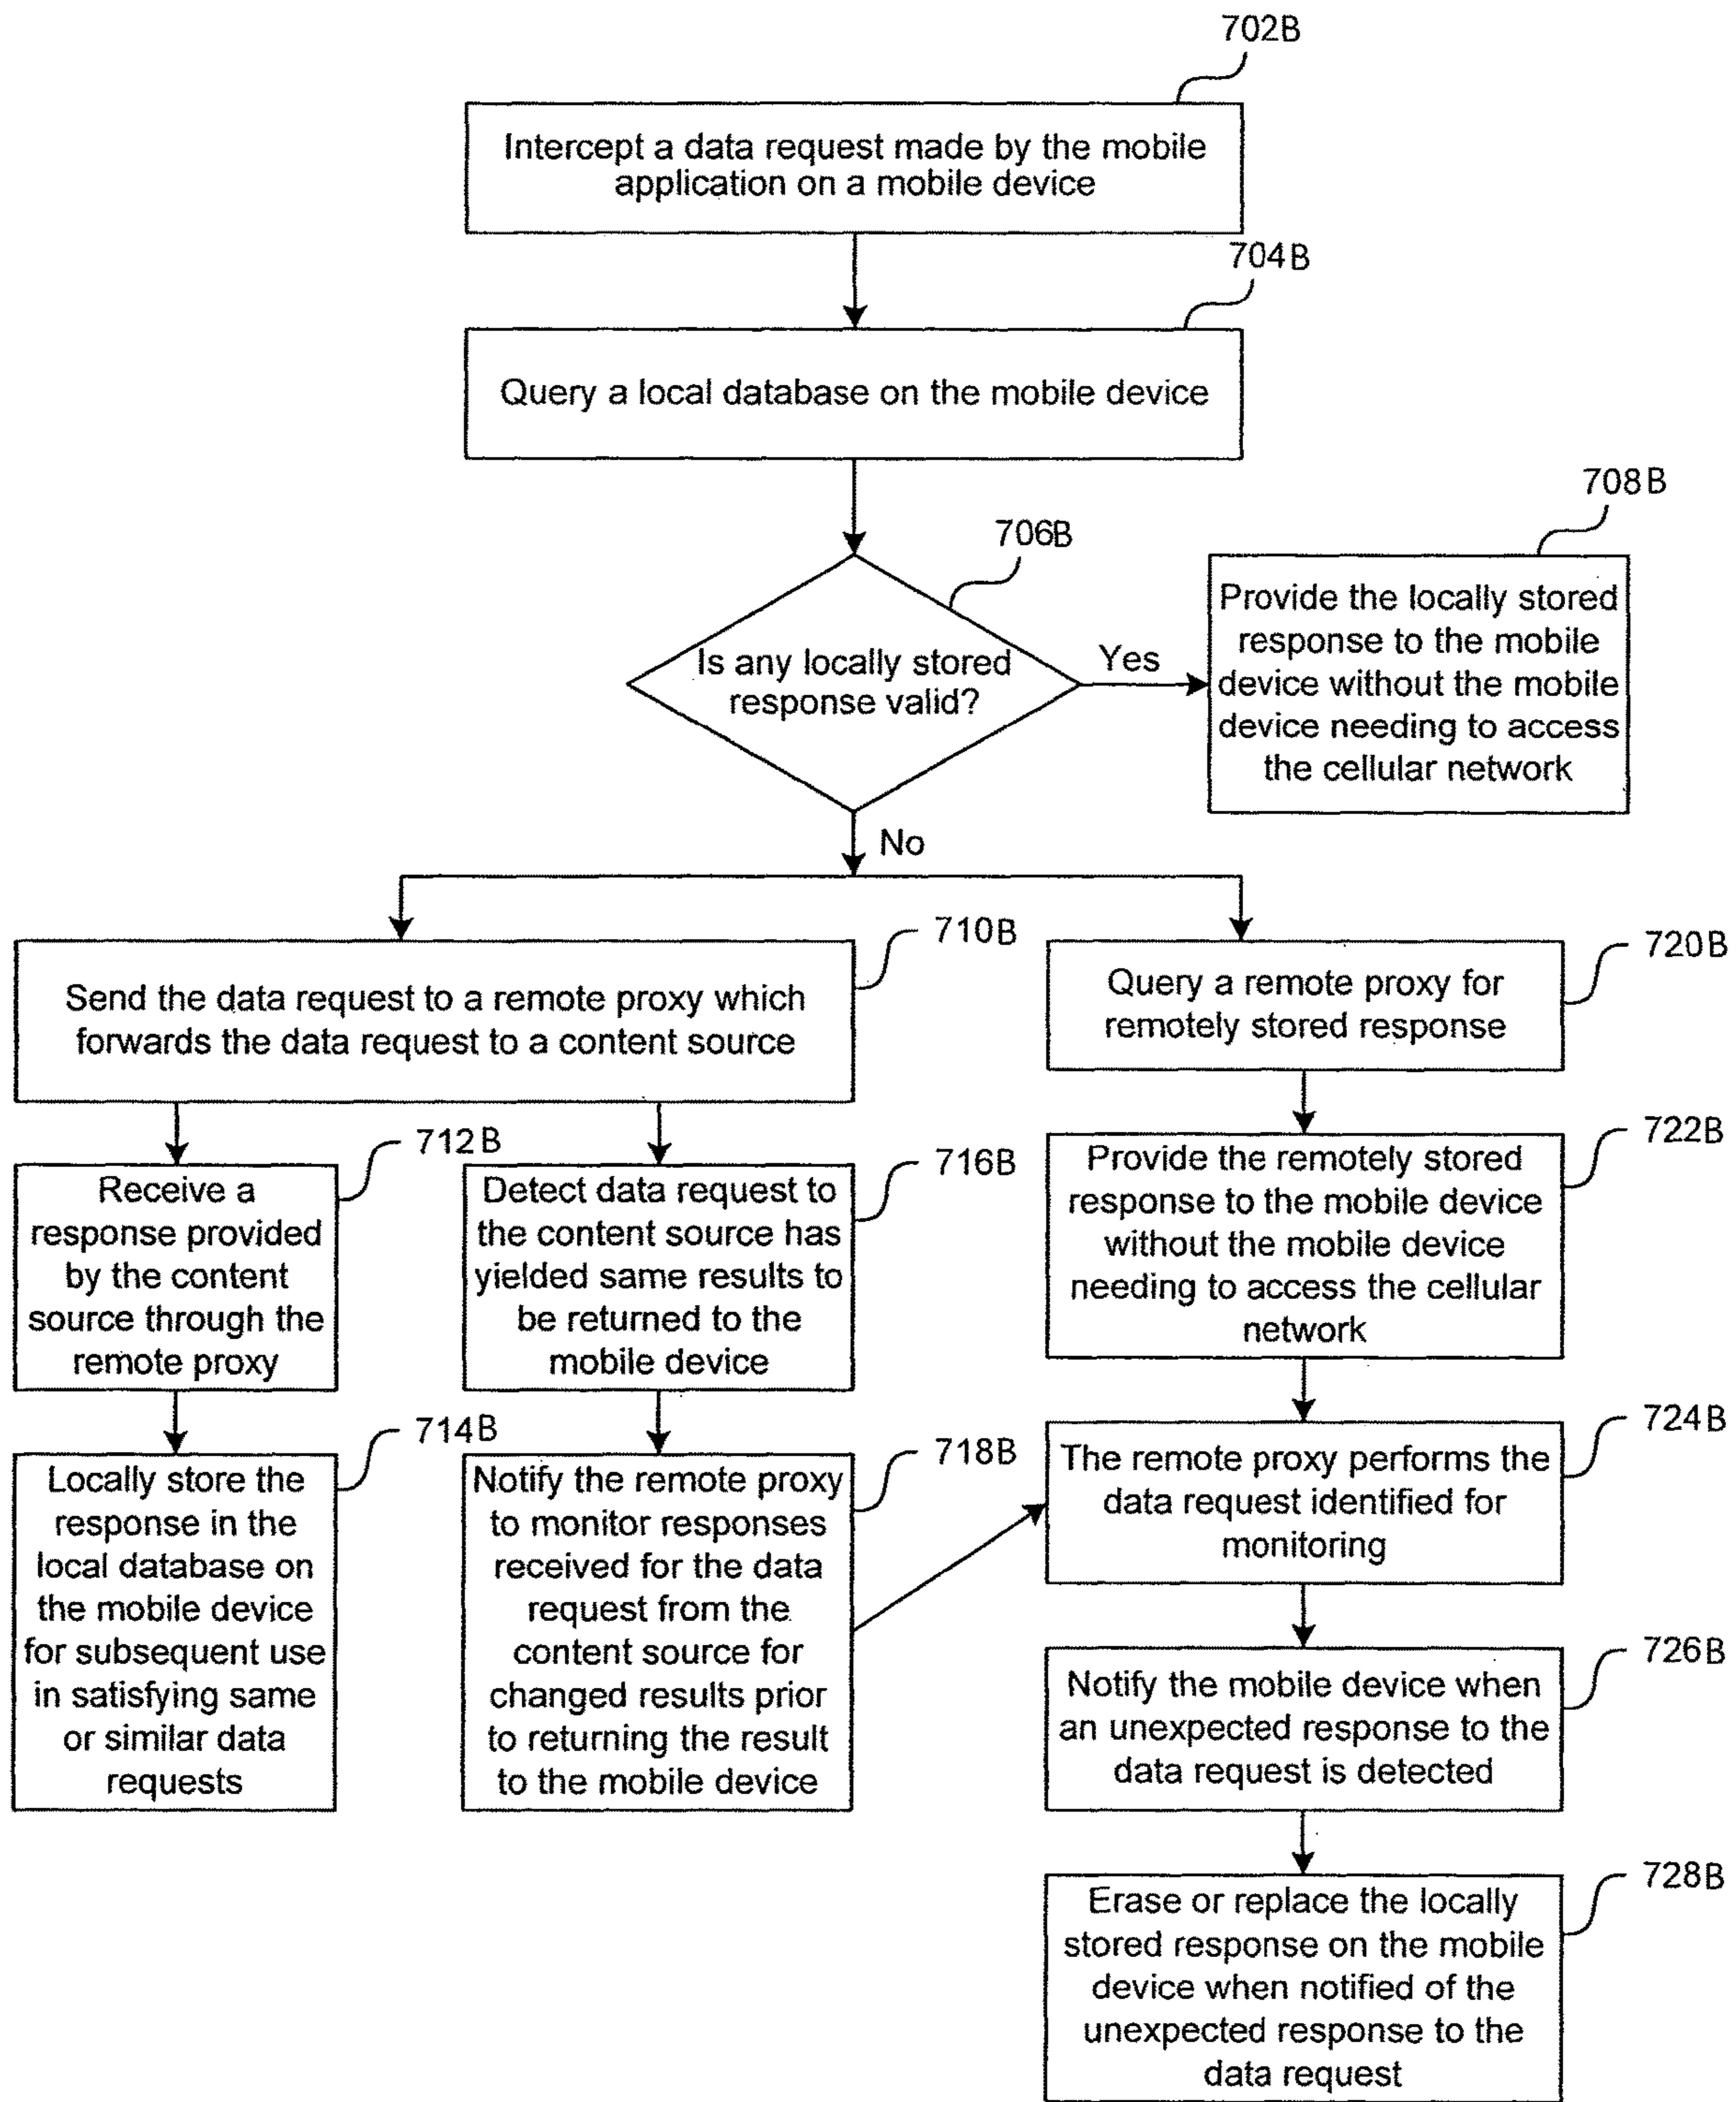 702B
Intercept a data request made by the mobile
application on a mobile device
704B
Query a local database on the mobile device
706B
Is any locally stored
response valid?
Yes
708B
Provide the locally stored
response to the mobile
device without the mobile
device needing to access
the cellular network
No
710B
Send the data request to a remote proxy which
forwards the data request to a content source
712B
Receive a
response provided
by the content
source through the
remote proxy
714B
Locally store the
response in the
local database on
the mobile device
for subsequent use
in satisfying same
or similar data
requests
716B
Detect data request to
the content source has
yielded same results to
be returned to the
mobile device
718B
Notify the remote proxy
to monitor responses
received for the data
request from the
content source for
changed results prior
to returning the result
to the mobile device
720B
Query a remote proxy for
remotely stored response
722B
Provide the remotely stored
response to the mobile device
without the mobile device
needing to access the cellular
network
724B
The remote proxy performs the
data request identified for
monitoring
726B
Notify the mobile device when
an unexpected response to the
data request is detected
728B
Erase or replace the locally
stored response on the mobile
device when notified of the
unexpected response to the
data request